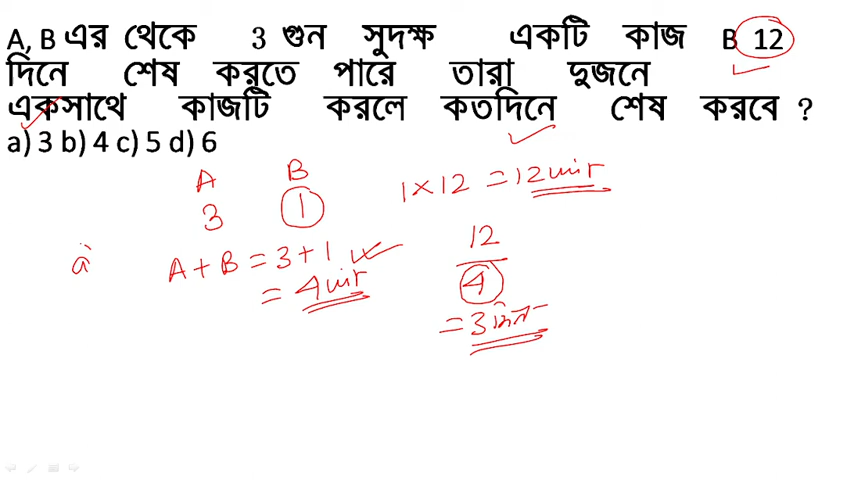 A, B এর থেকে 3 গুন সুদক্ষ একটি কাজ B 12
দিনে শেষ করতে পারে তারা দুজনে
একসাথে কাজটি করলে কতদিনে শেষ করবে ?
a) 3 b) 4 c) 5 d) 6
A B
3 1
1 × 12 = 12 unit
A + B = 3 + 1
= 4 unit
12
4
= 3 দিন